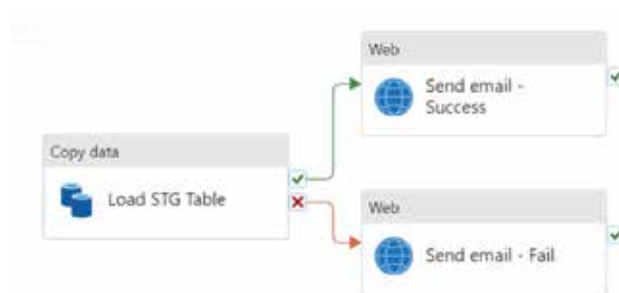 Web
Send email -
Success
Copy data
Load STG Table
Web
Send email - Fail